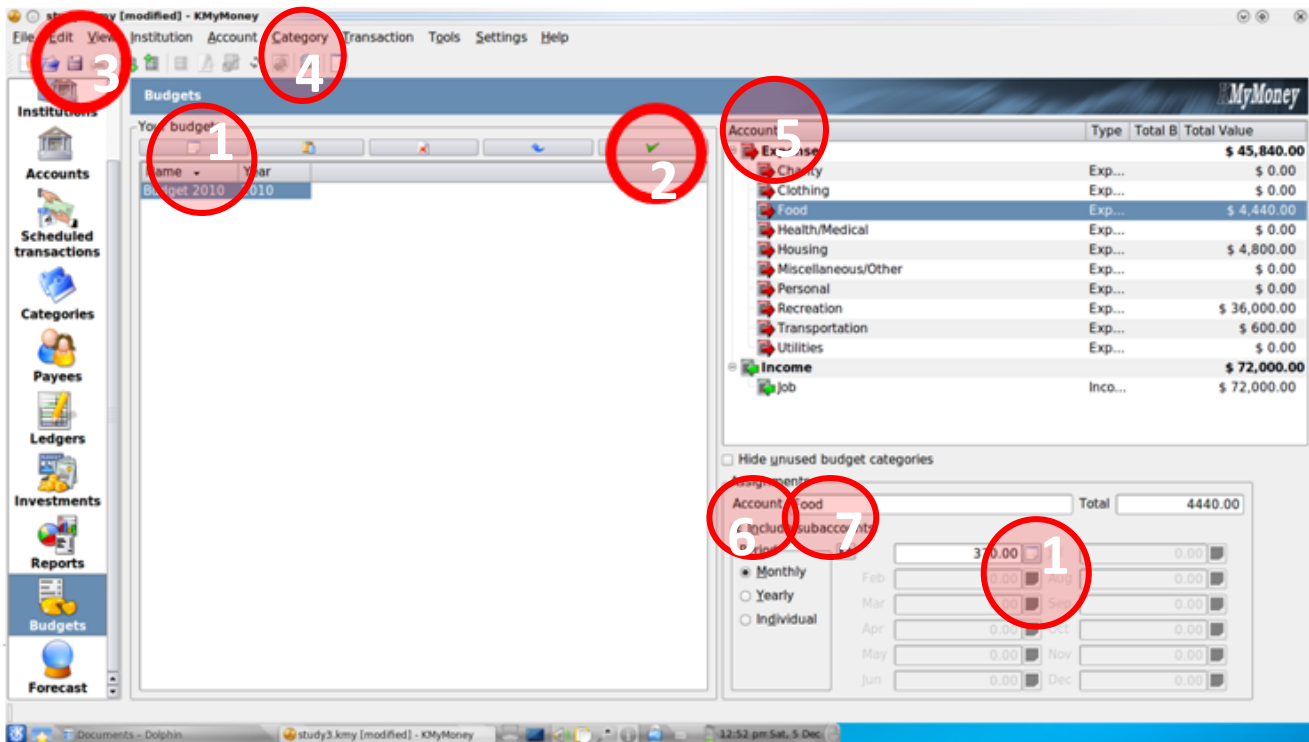 [modified] - KMyMoney
File Edit View Institution Account Category Transaction Tools Settings Help
3
4
Institutions
Accounts
Scheduled
transactions
Categories
Payees
Ledgers
Investments
Reports
Budgets
Forecast
Budgets
MyMoney
Your budgets
1
2
Name Year
Budget 2010 2010
5
Account Type Total B Total Value
Expense $ 45,840.00
Charity Exp... $ 0.00
Clothing Exp... $ 0.00
Food Exp... $ 4,440.00
Health/Medical Exp... $ 0.00
Housing Exp... $ 4,800.00
Miscellaneous/Other Exp... $ 0.00
Personal Exp... $ 0.00
Recreation Exp... $ 36,000.00
Transportation Exp... $ 600.00
Utilities Exp... $ 0.00
Income $ 72,000.00
Job Inco... $ 72,000.00
Hide unused budget categories
Assignments
Account Food Total 4440.00
6
7
Include subaccounts
Period
1
370.00 0.00
Monthly
Yearly
Individual
Feb 0.00 Aug 0.00
Mar 0.00 Sep 0.00
Apr 0.00 Oct 0.00
May 0.00 Nov 0.00
Jun 0.00 Dec 0.00
Documents - Dolphin
study3.kmy [modified] - KMyMoney
12:52 pm Sat, 5 Dec